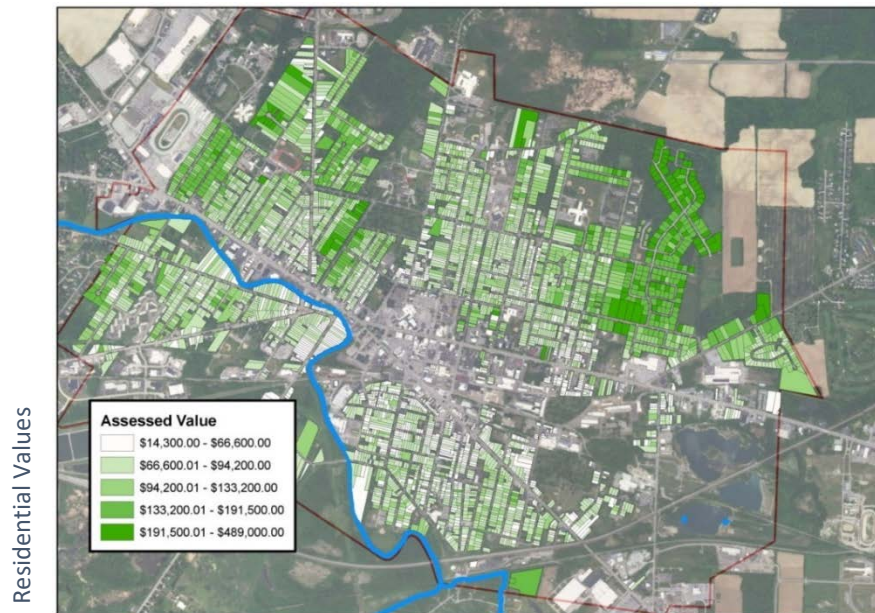 Residential Values
Assessed Value
$14,300.00 - $66,600.00
$66,600.01 - $94,200.00
$94,200.01 - $133,200.00
$133,200.01 - $191,500.00
$191,500.01 - $489,000.00